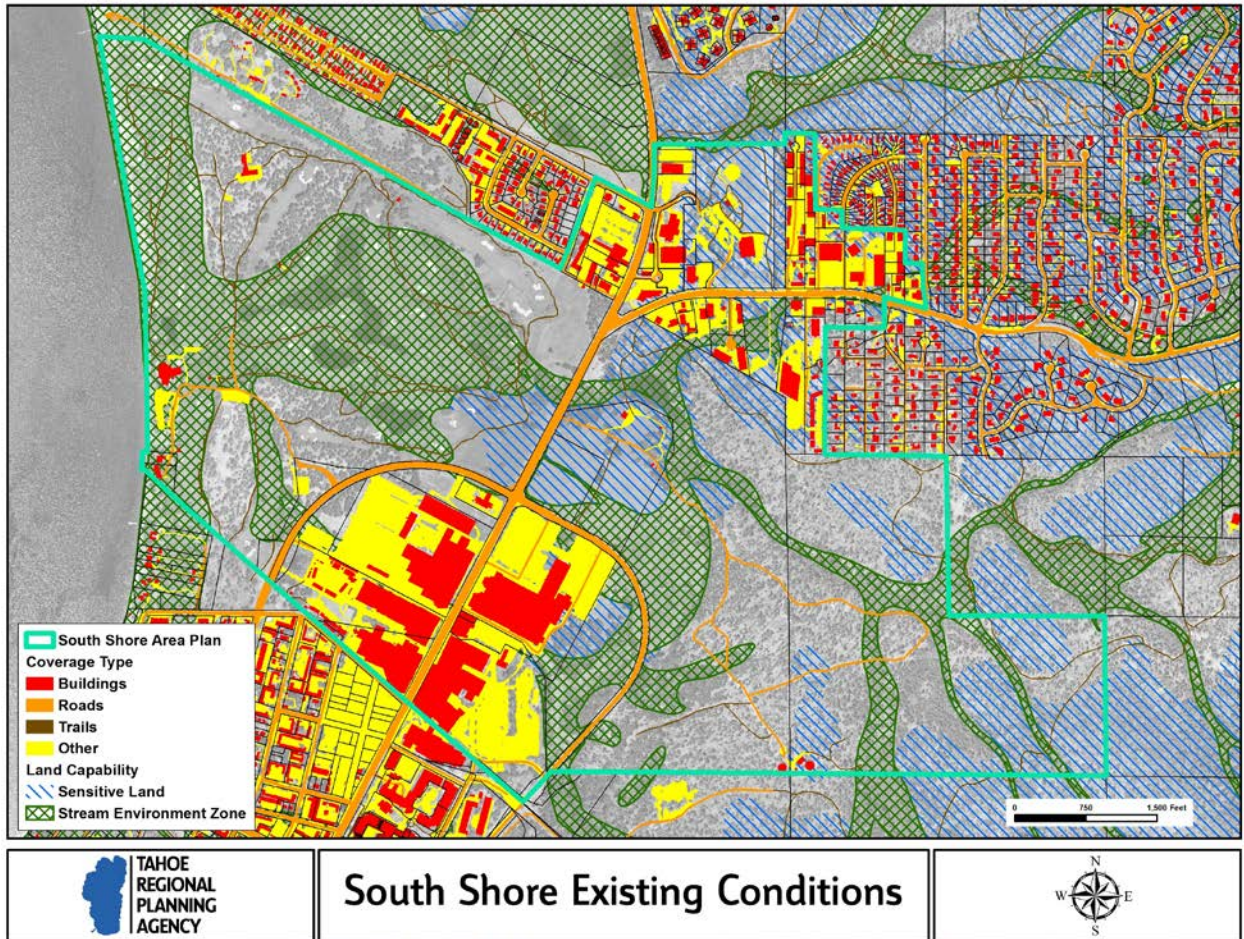 South Shore Area Plan
Coverage Type
Buildings
Roads
Trails
Other
Land Capability
Sensitive Land
Stream Environment Zone
0 750 1,500 Feet
TAHOE
REGIONAL
PLANNING
AGENCY
South Shore Existing Conditions
N
W E
S